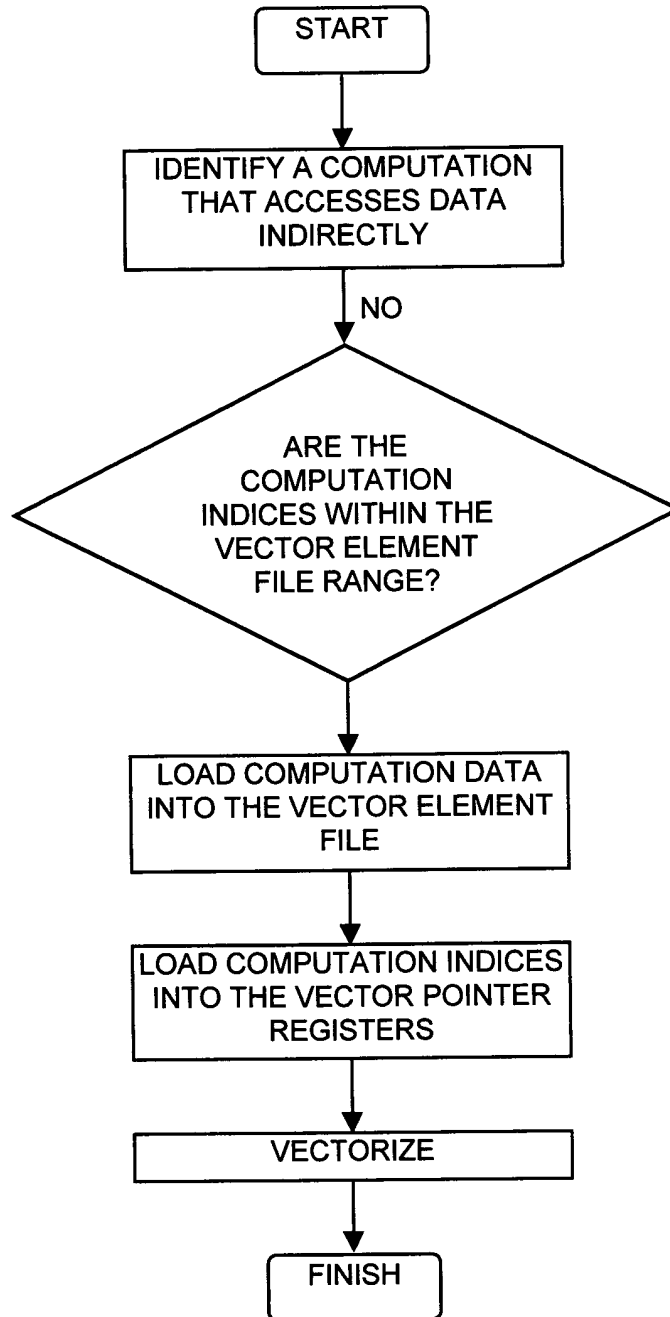 START
IDENTIFY A COMPUTATION
THAT ACCESSES DATA
INDIRECTLY
NO
ARE THE
COMPUTATION
INDICES WITHIN THE
VECTOR ELEMENT
FILE RANGE?
LOAD COMPUTATION DATA
INTO THE VECTOR ELEMENT
FILE
LOAD COMPUTATION INDICES
INTO THE VECTOR POINTER
REGISTERS
VECTORIZE
FINISH